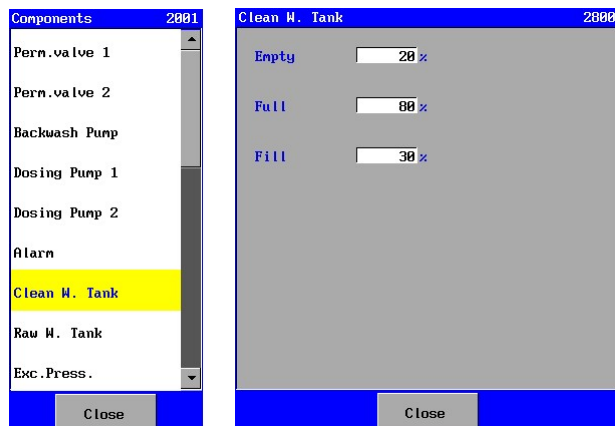 Components 2001
Perm.valve 1
Perm.valve 2
Backwash Pump
Dosing Pump 1
Dosing Pump 2
Alarm
Clean W. Tank
Raw W. Tank
Exc.Press.
Close
Clean W. Tank 2800
Empty 20 %
Full 80 %
Fill 30 %
Close